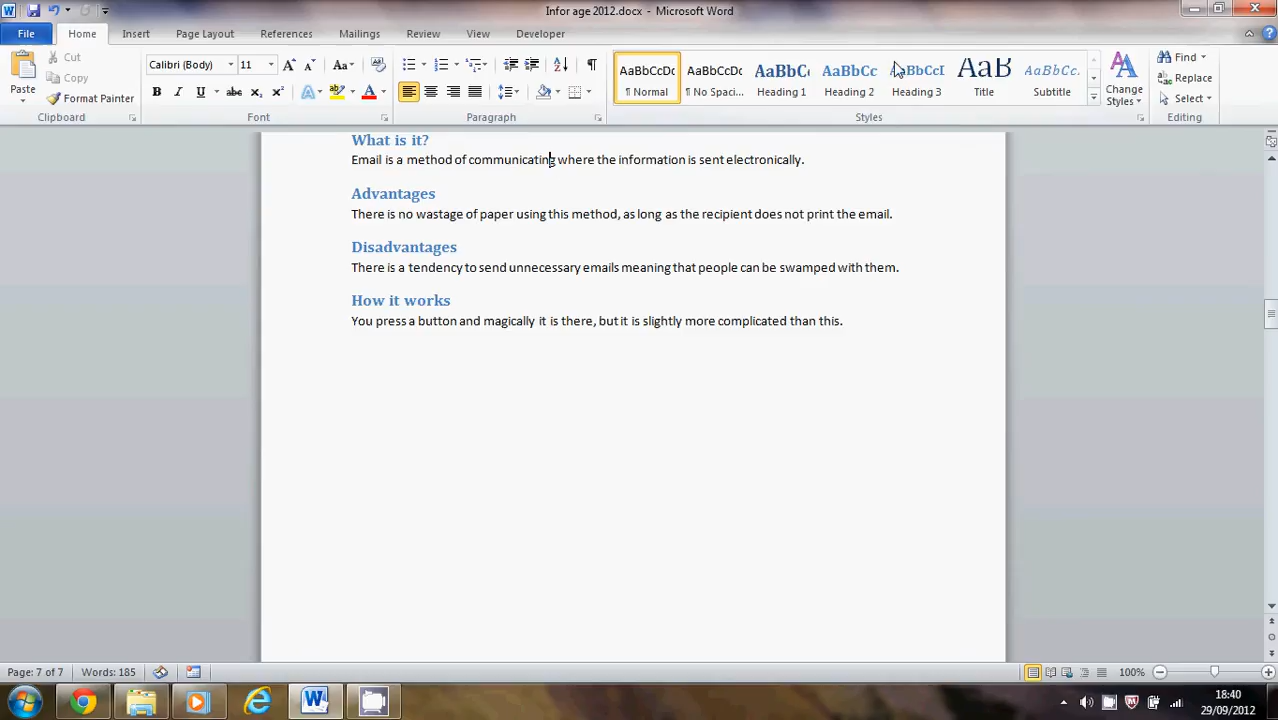 Infor age 2012.docx - Microsoft Word
File Home Insert Page Layout References Mailings Review View Developer
Paste
Cut
Copy
Format Painter
Clipboard
Calibri (Body) 11
Font
Paragraph
AaBbCcDc AaBbCcDc AaBbC AaBbCc AaBbCcI AaB AaBbCc.
¶ Normal ¶ No Spaci... Heading 1 Heading 2 Heading 3 Title Subtitle
Change
Styles
Styles
Find
Replace
Select
Editing
What is it?
Email is a method of communicating where the information is sent electronically.
Advantages
There is no wastage of paper using this method, as long as the recipient does not print the email.
Disadvantages
There is a tendency to send unnecessary emails meaning that people can be swamped with them.
How it works
You press a button and magically it is there, but it is slightly more complicated than this.
Page: 7 of 7 Words: 185 100%
18:40
29/09/2012